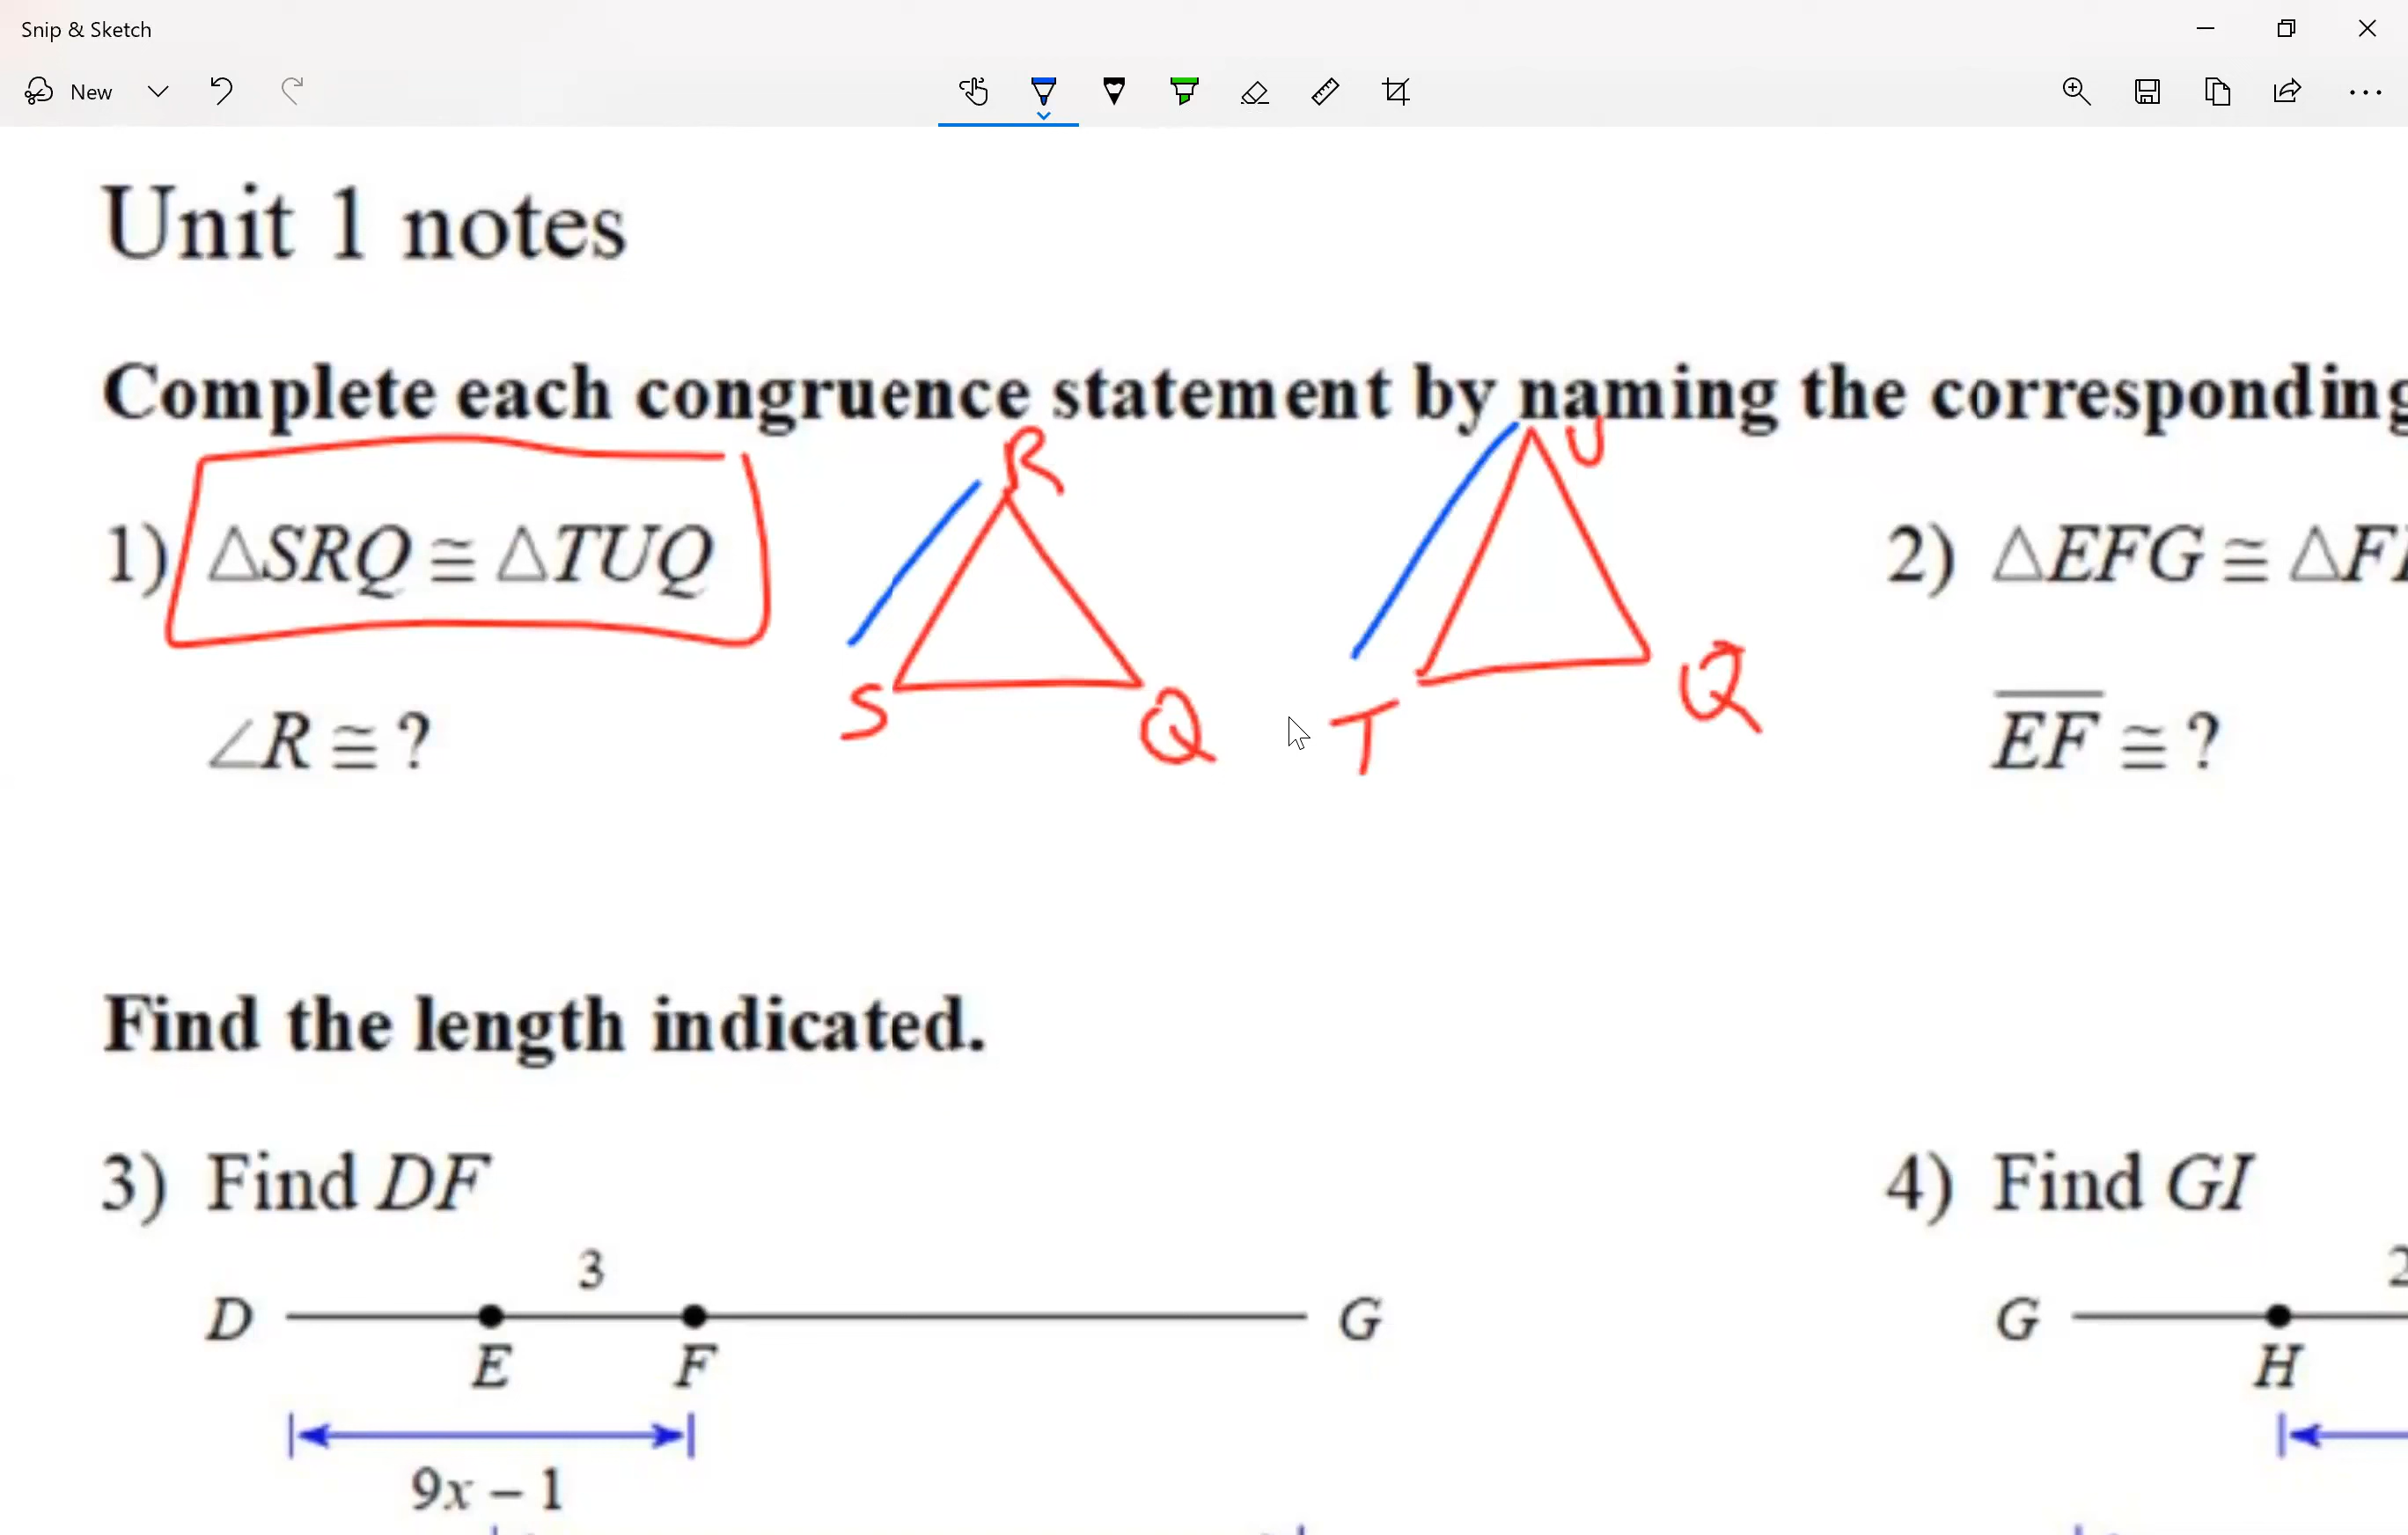 Snip & Sketch
New
Unit 1 notes
Complete each congruence statement by naming the corresponding
1) △SRQ ≅ △TUQ
R
S
Q
U
T
Q
2) △EFG ≅ △F
∠R ≅ ?
EF ≅ ?
Find the length indicated.
3) Find DF
4) Find GI
3
D
G
E
F
9x – 1
2
G
H